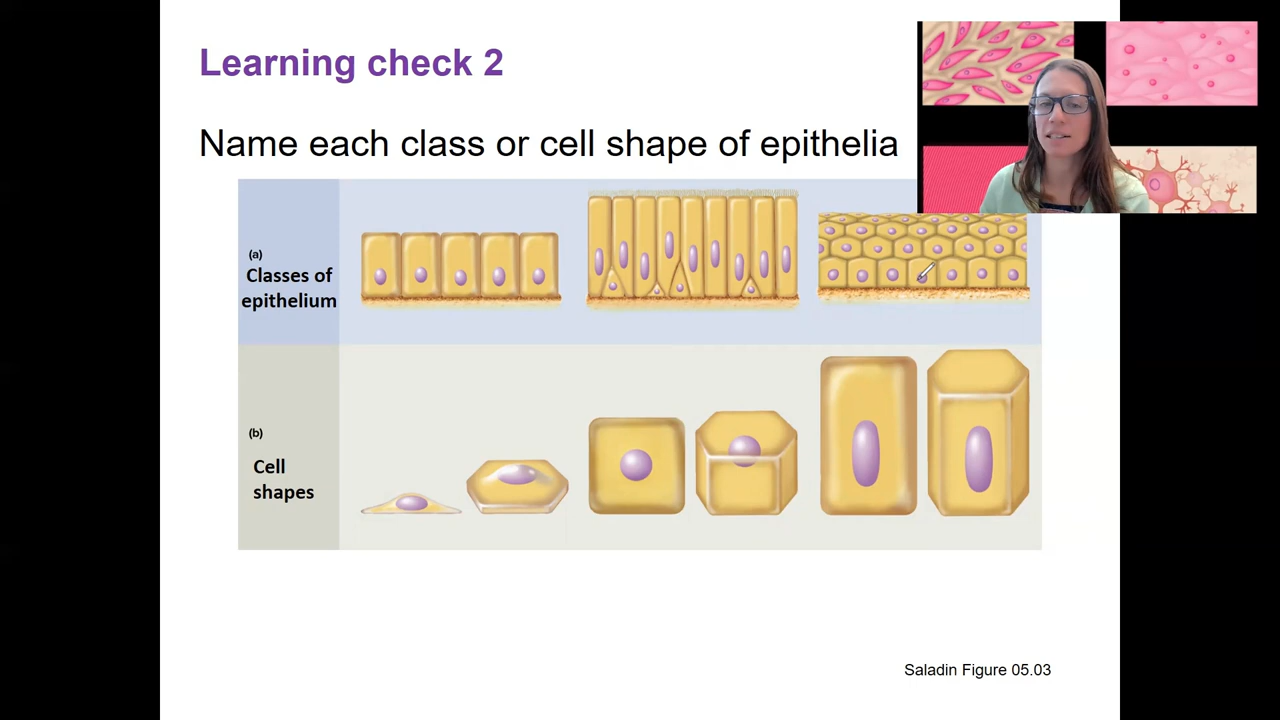 Learning check 2
Name each class or cell shape of epithelia
(a)
Classes of
epithelium
(b)
Cell
shapes
Saladin Figure 05.03